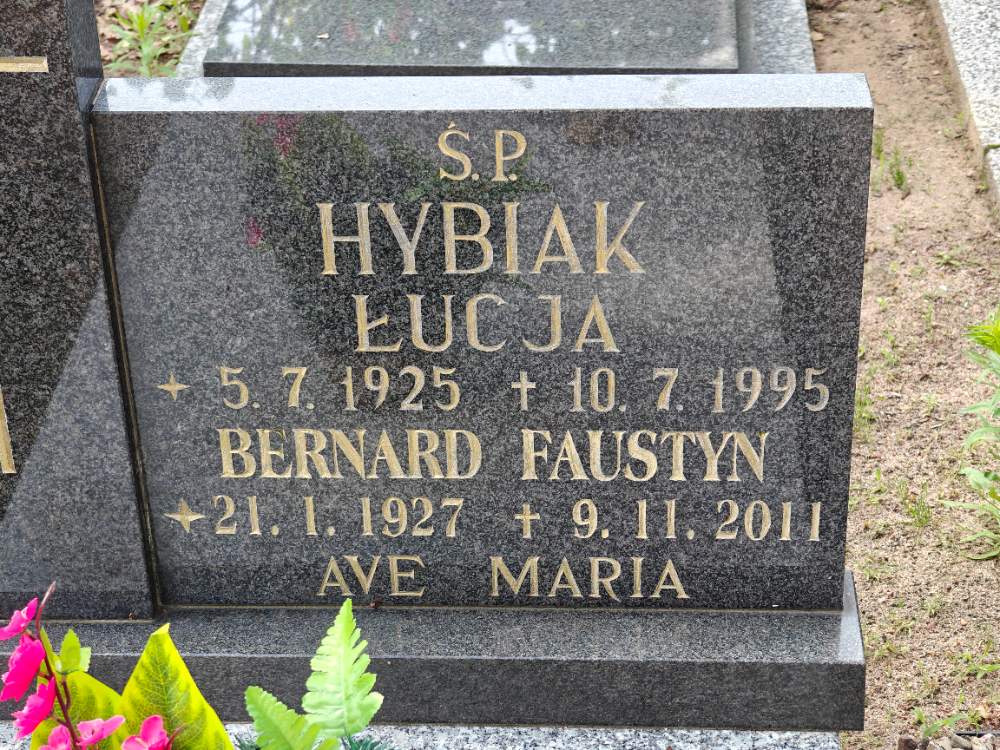 Ś.P.
HYBIAK
ŁUCJA
5. 7. 1925 † 10. 7. 1995
BERNARD FAUSTYN
21. 1. 1927 † 9. 11. 2011
AVE MARIA